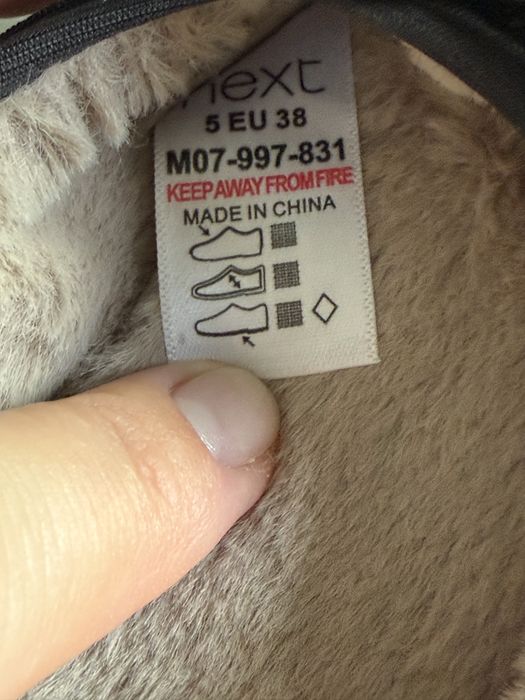 next
5 EU 38
M07-997-831
KEEP AWAY FROM FIRE
MADE IN CHINA